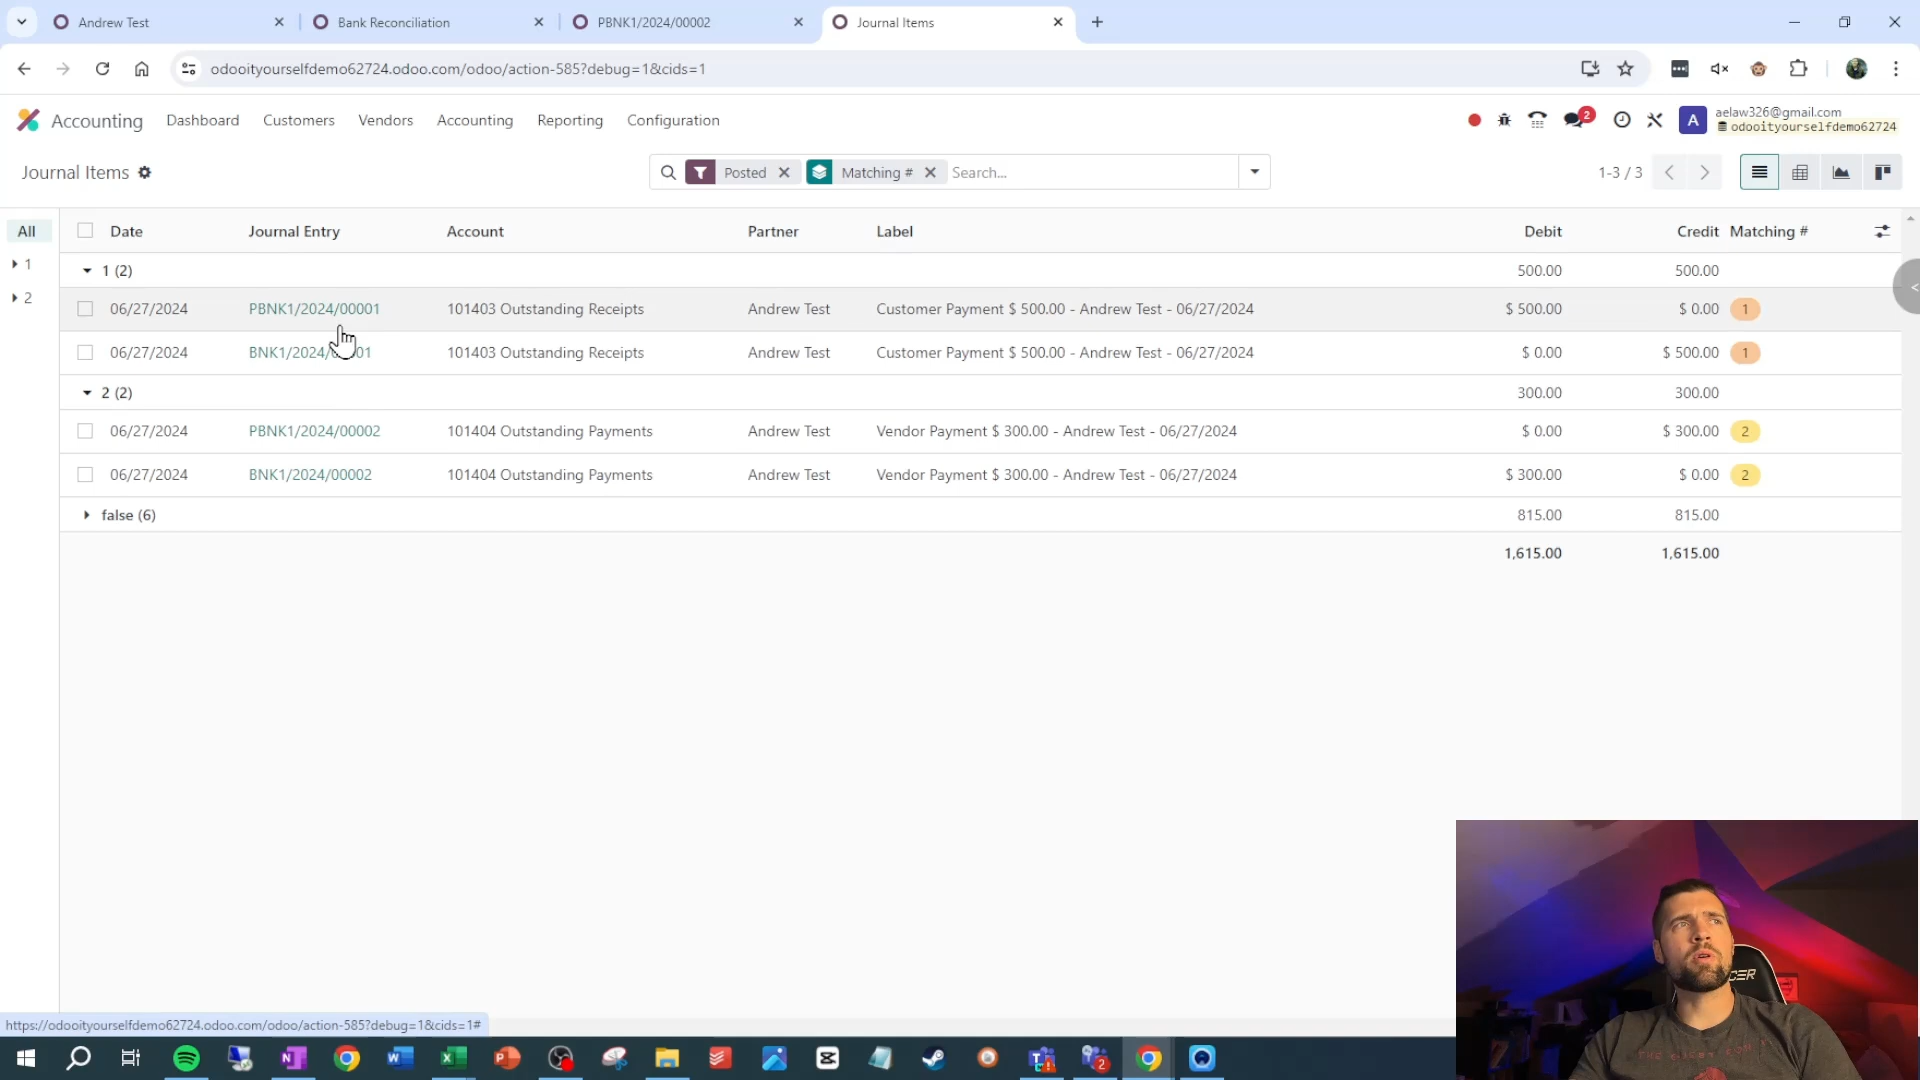 Andrew Test
Bank Reconciliation
PBNK1/2024/00002
Journal Items
odooityourselfdemo62724.odoo.com/odoo/action-585?debug=1&cids=1
Accounting Dashboard Customers Vendors Accounting Reporting Configuration
2
A
aelaw326@gmail.com
odooityourselfdemo62724
Journal Items
Posted
Matching #
Search...
1-3 / 3
All
1
2
Date Journal Entry Account Partner Label Debit Credit Matching #
1 (2) 500.00 500.00
06/27/2024 PBNK1/2024/00001 101403 Outstanding Receipts Andrew Test Customer Payment $ 500.00 - Andrew Test - 06/27/2024 $ 500.00 $ 0.00 1
06/27/2024 101403 Outstanding Receipts Andrew Test Customer Payment $ 500.00 - Andrew Test - 06/27/2024 $ 0.00 $ 500.00 1
2 (2) 300.00 300.00
06/27/2024 PBNK1/2024/00002 101404 Outstanding Payments Andrew Test Vendor Payment $ 300.00 - Andrew Test - 06/27/2024 $ 0.00 $ 300.00 2
06/27/2024 BNK1/2024/00002 101404 Outstanding Payments Andrew Test Vendor Payment $ 300.00 - Andrew Test - 06/27/2024 $ 300.00 $ 0.00 2
false (6) 815.00 815.00
1,615.00 1,615.00
https://odooityourselfdemo62724.odoo.com/odoo/action-585?debug=1&cids=1#